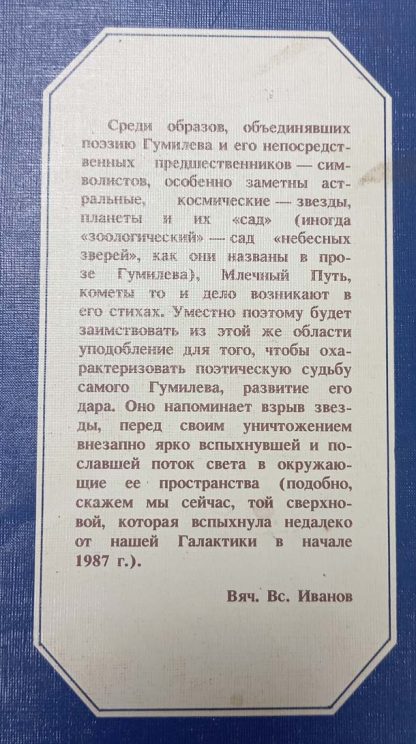 Среди образов, объединявших
поэзию Гумилева и его непосредст-
венных предшественников — сим-
волистов, особенно заметны аст-
ральные, космические — звезды,
планеты и их «сад» (иногда
«зоологический» — сад «небесных
зверей», как они названы в про-
зе Гумилева), Млечный Путь,
кометы то и дело возникают в
его стихах. Уместно поэтому будет
заимствовать из этой же области
уподобление для того, чтобы оха-
рактеризовать поэтическую судьбу
самого Гумилева, развитие его
дара. Оно напоминает взрыв звез-
ды, перед своим уничтожением
внезапно ярко вспыхнувшей и по-
славшей поток света в окружаю-
щие ее пространства (подобно,
скажем мы сейчас, той сверхно-
вой, которая вспыхнула недалеко
от нашей Галактики в начале
1987 г.).
Вяч. Вс. Иванов